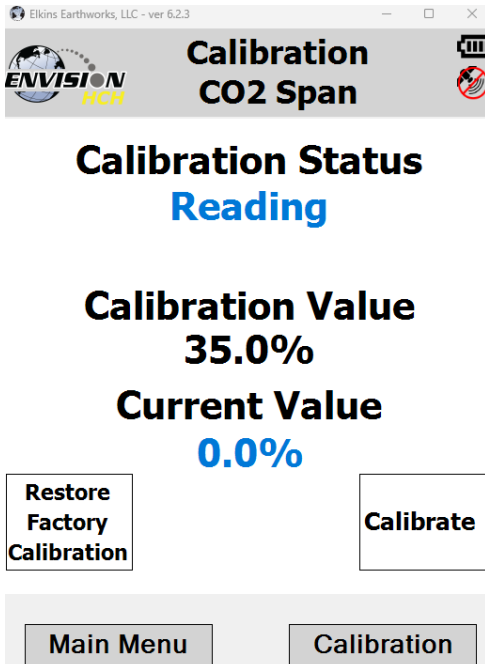 Elkins Earthworks, LLC - ver 6.2.3
ENVISION
HCH
Calibration
CO2 Span
Calibration Status
Reading
Calibration Value
35.0%
Current Value
0.0%
Restore
Factory
Calibration
Calibrate
Main Menu
Calibration